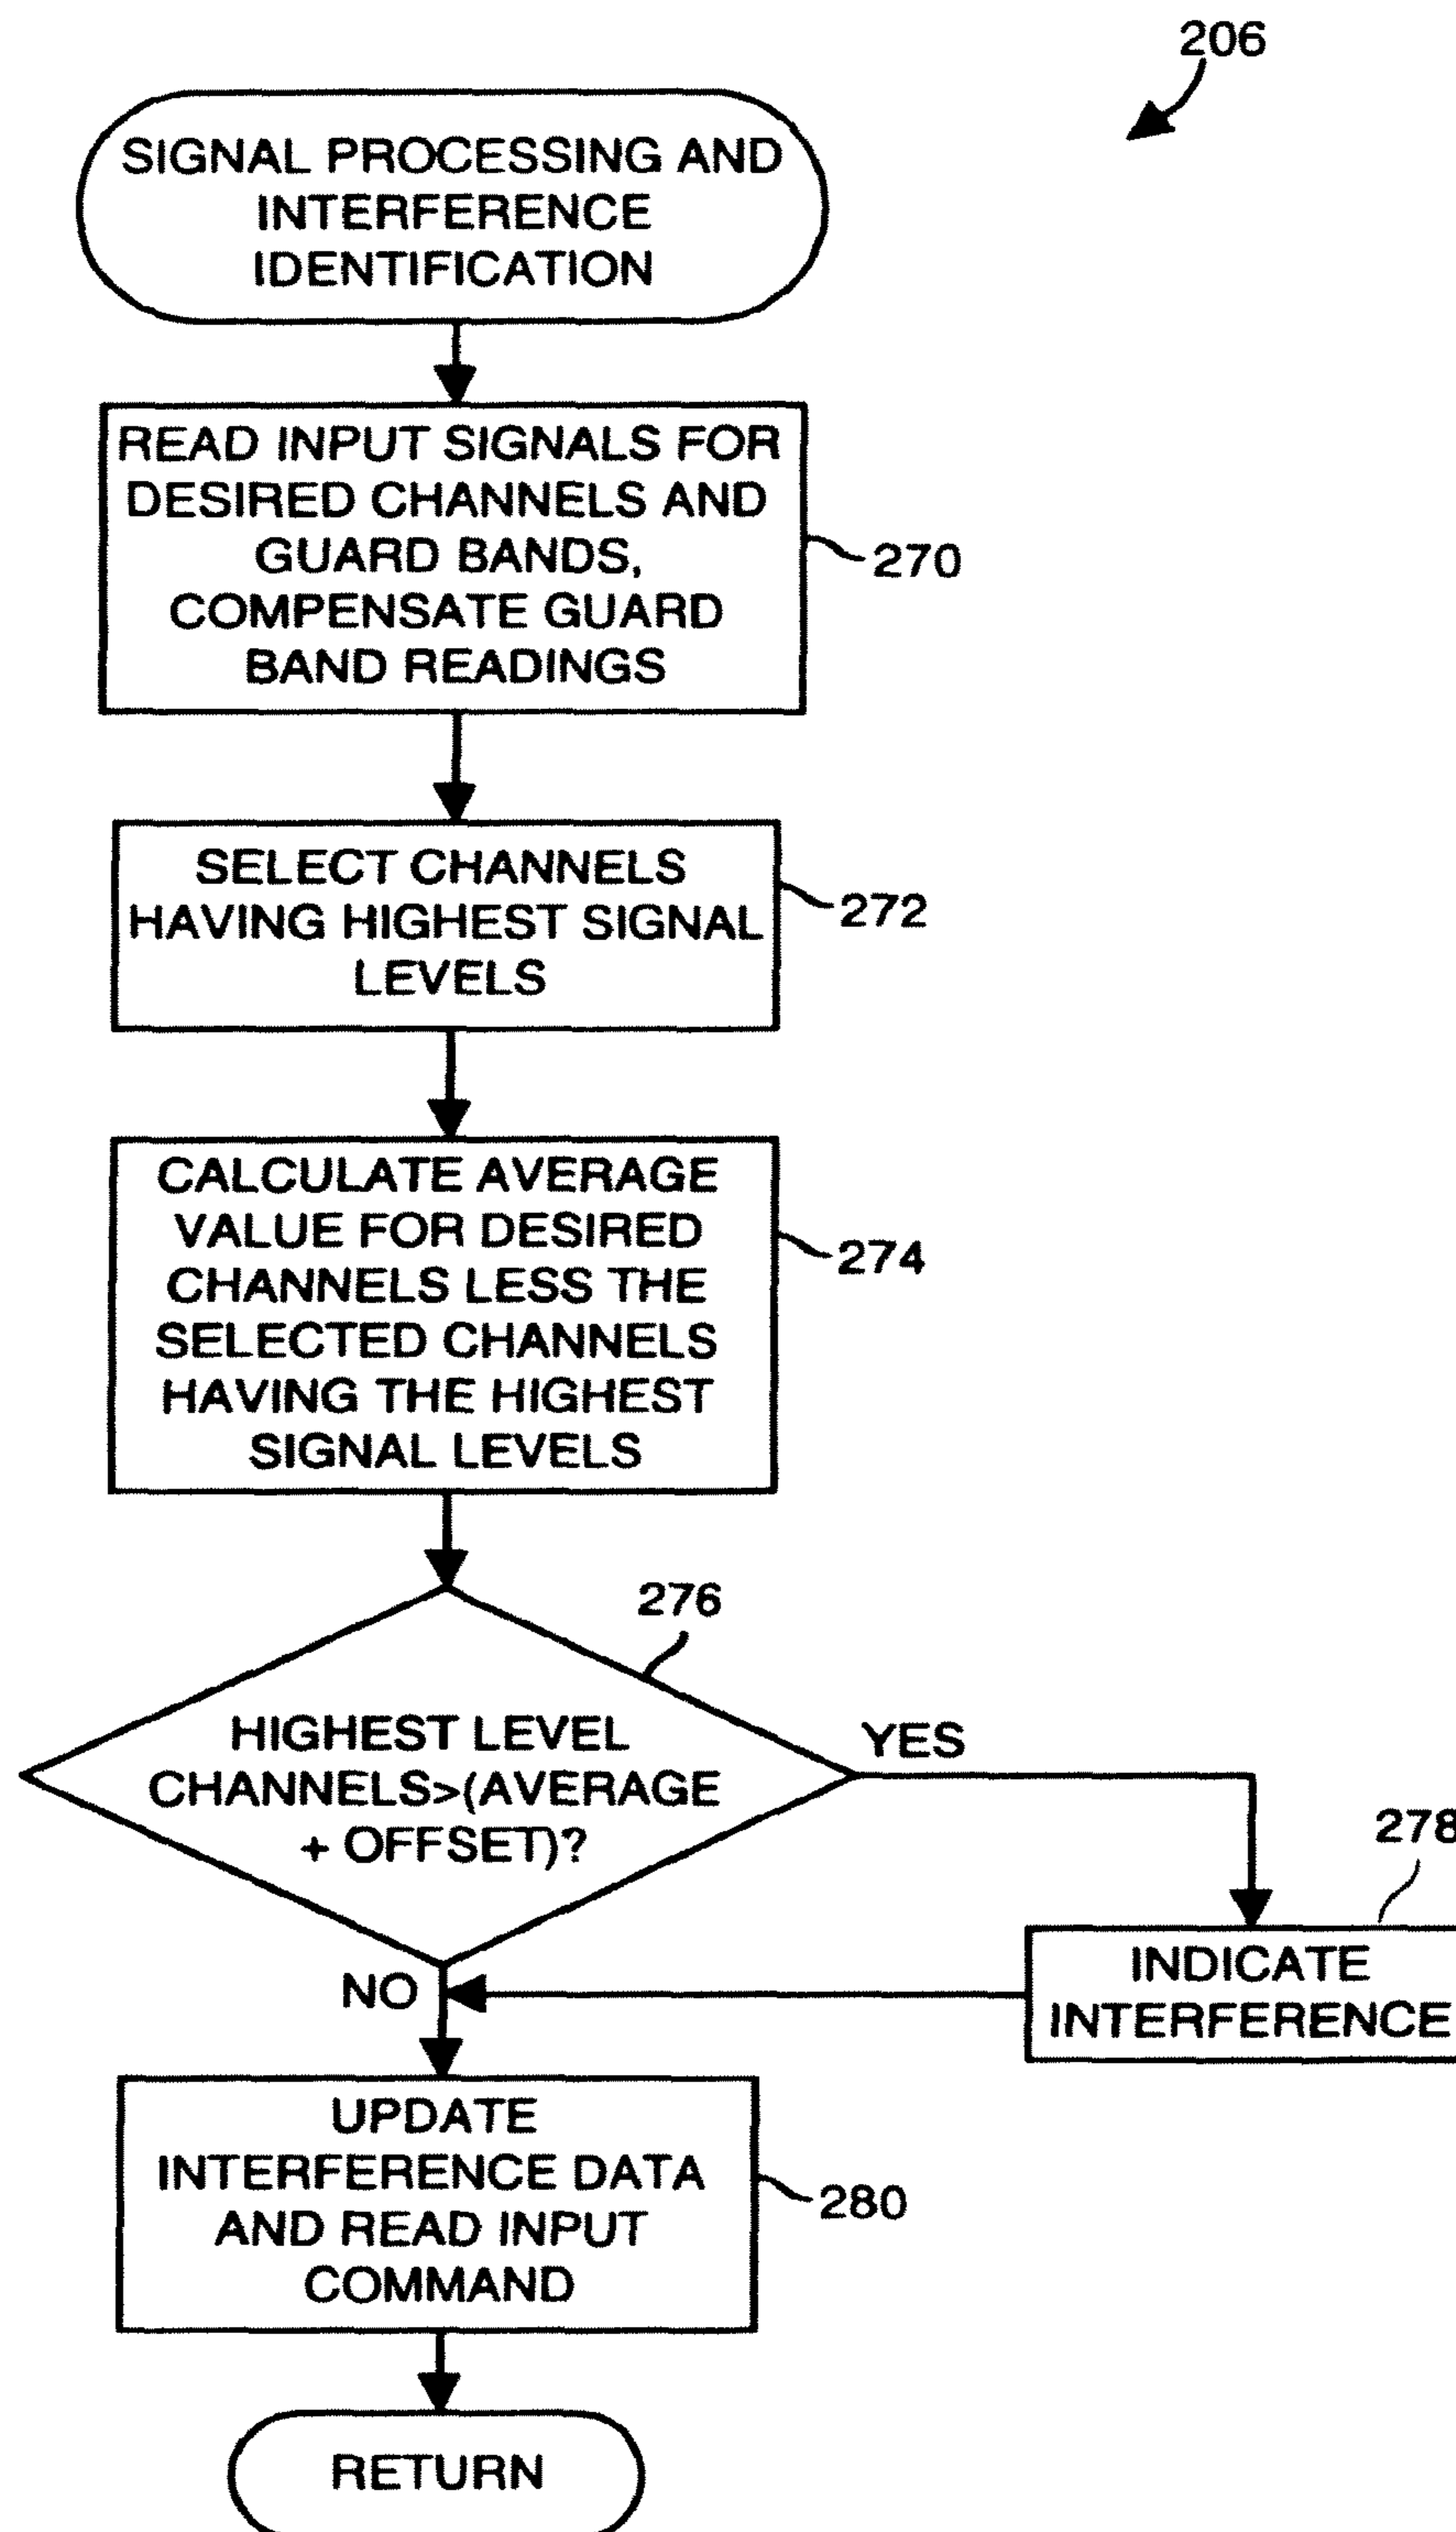 206
SIGNAL PROCESSING AND
INTERFERENCE
IDENTIFICATION
READ INPUT SIGNALS FOR
DESIRED CHANNELS AND
GUARD BANDS,
COMPENSATE GUARD
BAND READINGS
270
SELECT CHANNELS
HAVING HIGHEST SIGNAL
LEVELS
272
CALCULATE AVERAGE
VALUE FOR DESIRED
CHANNELS LESS THE
SELECTED CHANNELS
HAVING THE HIGHEST
SIGNAL LEVELS
274
276
HIGHEST LEVEL
CHANNELS>(AVERAGE
+ OFFSET)?
YES
278
INDICATE
INTERFERENCE
NO
UPDATE
INTERFERENCE DATA
AND READ INPUT
COMMAND
280
RETURN